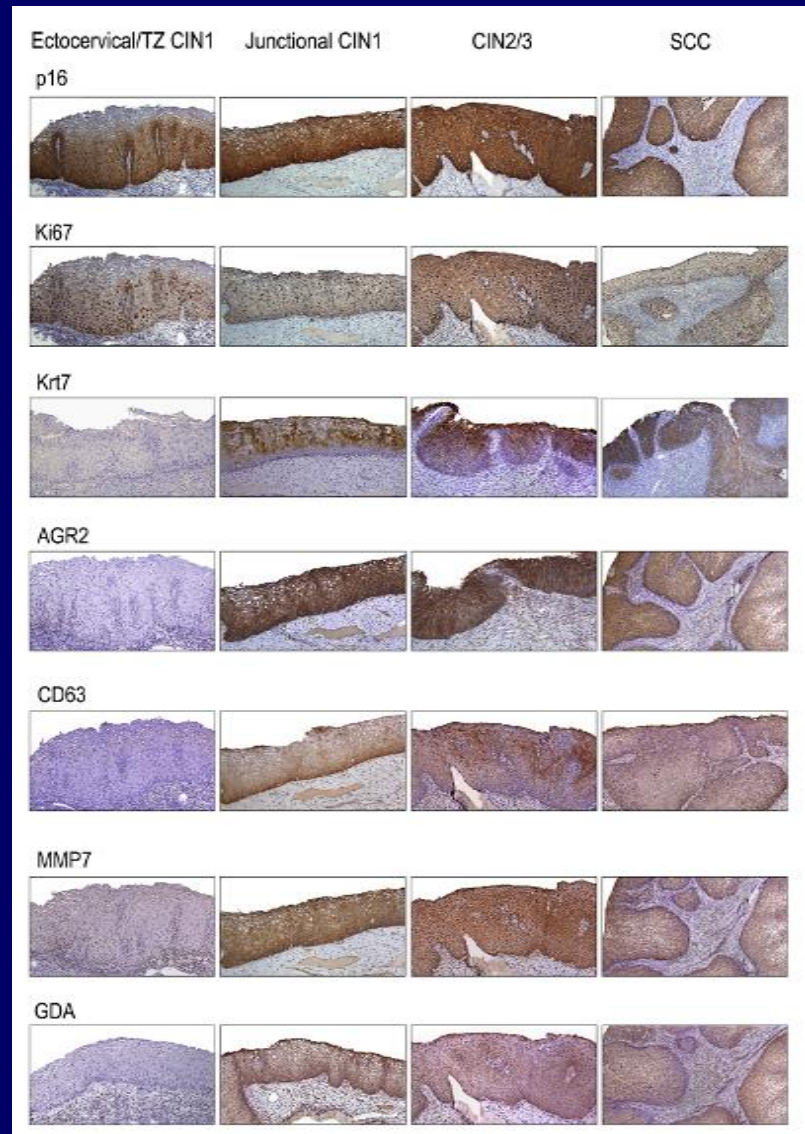 Ectocervical/TZ CIN1 Junctional CIN1 CIN2/3 SCC
p16
Ki67
Krt7
AGR2
CD63
MMP7
GDA